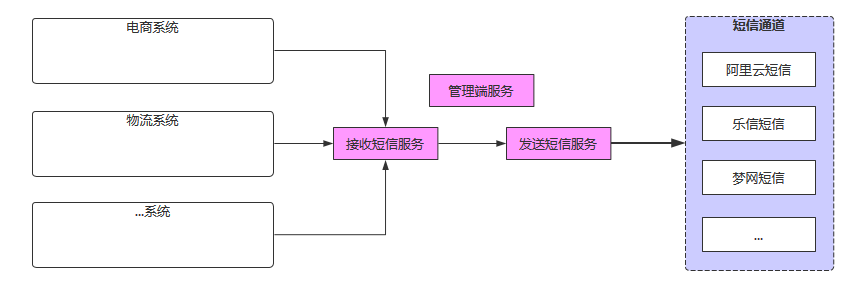 电商系统
物流系统
...系统
管理端服务
接收短信服务
发送短信服务
短信通道
阿里云短信
乐信短信
梦网短信
...